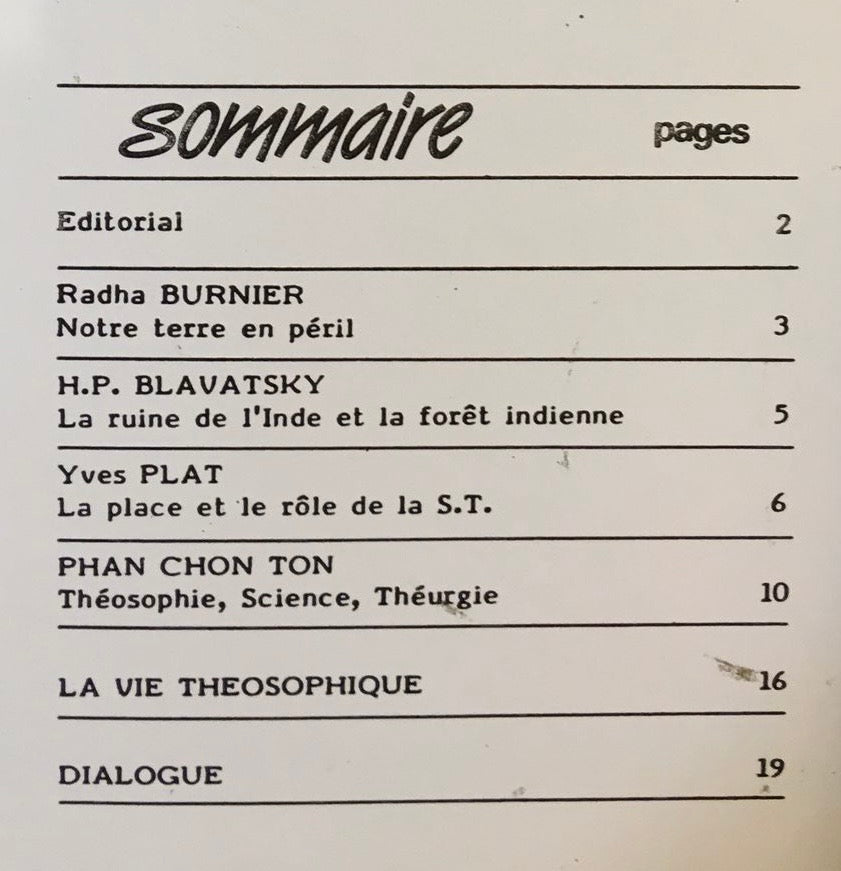 sommaire pages
Editorial 2
Radha BURNIER
Notre terre en péril 3
H.P. BLAVATSKY
La ruine de l'Inde et la forêt indienne 5
Yves PLAT
La place et le rôle de la S.T. 6
PHAN CHON TON
Théosophie, Science, Théurgie 10
LA VIE THEOSOPHIQUE 16
DIALOGUE 19